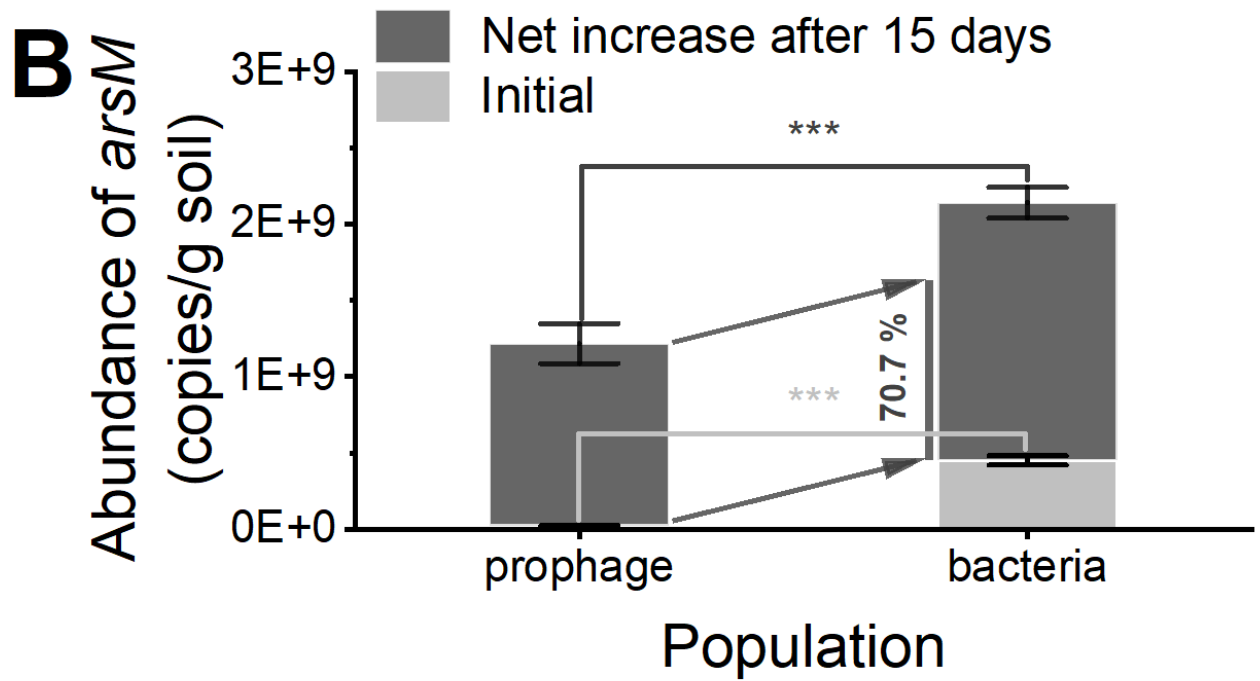 B
Net increase after 15 days
Initial
Abundance of arsM
(copies/g soil)
3E+9
2E+9
1E+9
0E+0
***
***
70.7 %
prophage
bacteria
Population